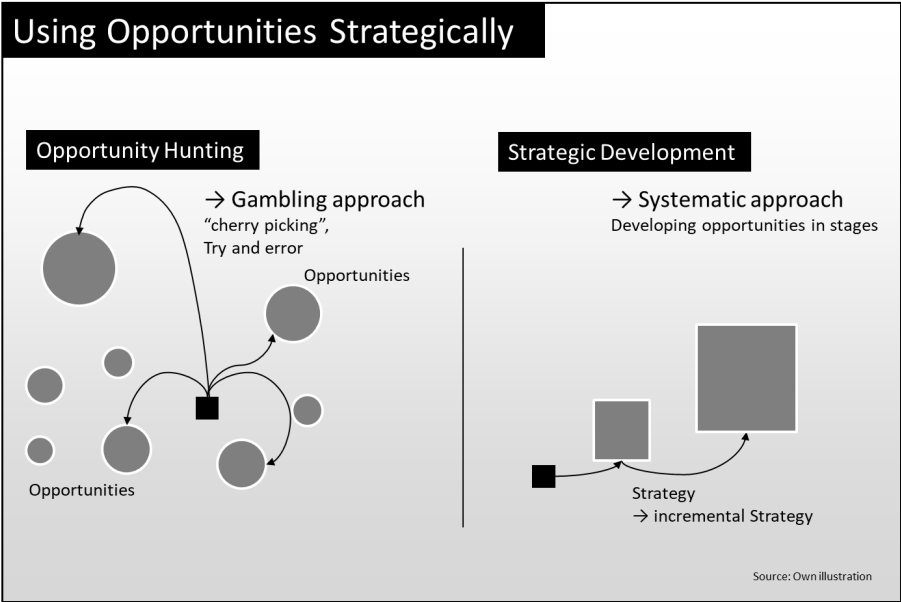 Using Opportunities Strategically
Opportunity Hunting
→ Gambling approach
“cherry picking”,
Try and error
Opportunities
Opportunities
Strategic Development
→ Systematic approach
Developing opportunities in stages
Strategy
→ incremental Strategy
Source: Own illustration